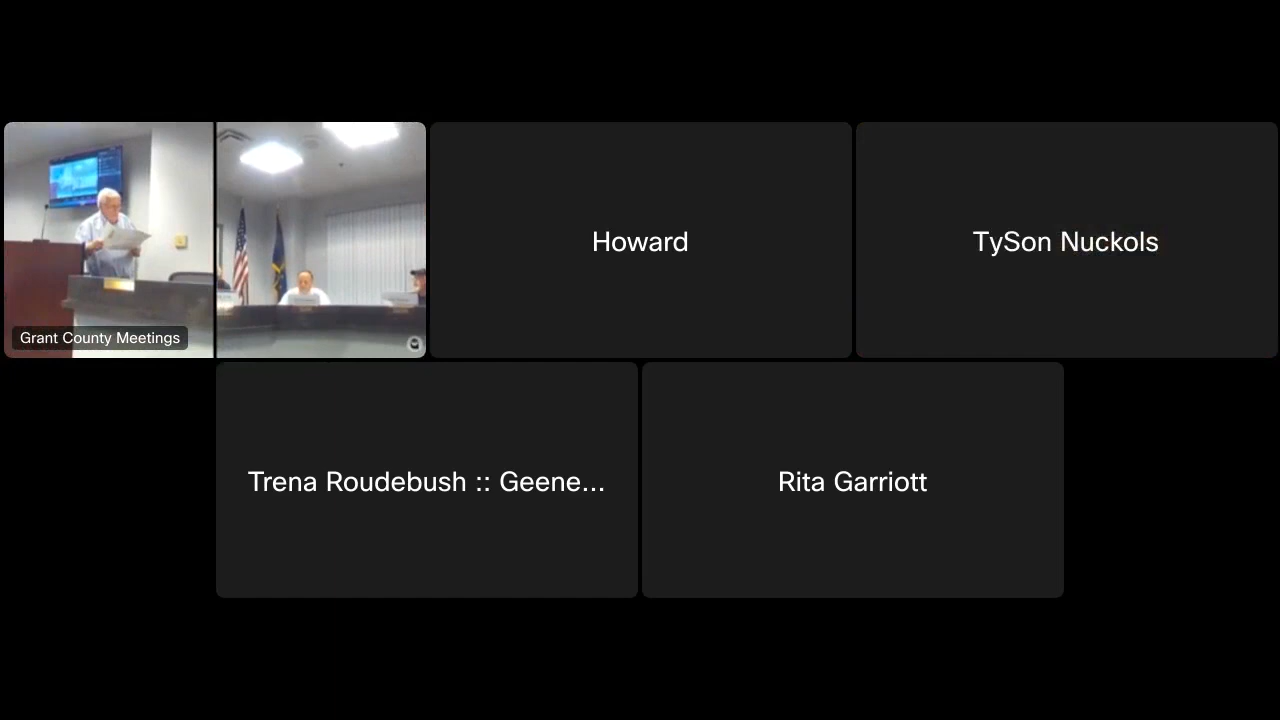 Grant County Meetings
Howard
TySon Nuckols
Trena Roudebush :: Geene...
Rita Garriott